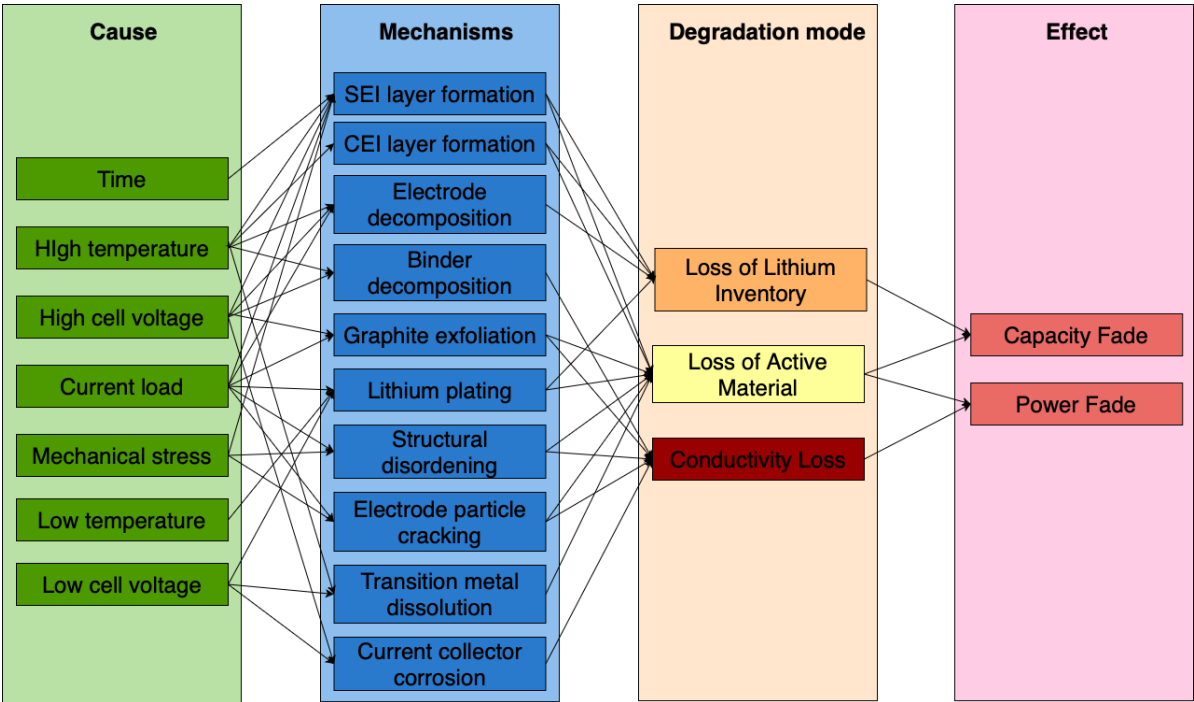 Cause
Mechanisms
Degradation mode
Effect
Time
HIgh temperature
High cell voltage
Current load
Mechanical stress
Low temperature
Low cell voltage
SEI layer formation
CEI layer formation
Electrode
decomposition
Binder
decomposition
Graphite exfoliation
Lithium plating
Structural
disordening
Electrode particle
cracking
Transition metal
dissolution
Current collector
corrosion
Loss of Lithium
Inventory
Loss of Active
Material
Conductivity Loss
Capacity Fade
Power Fade